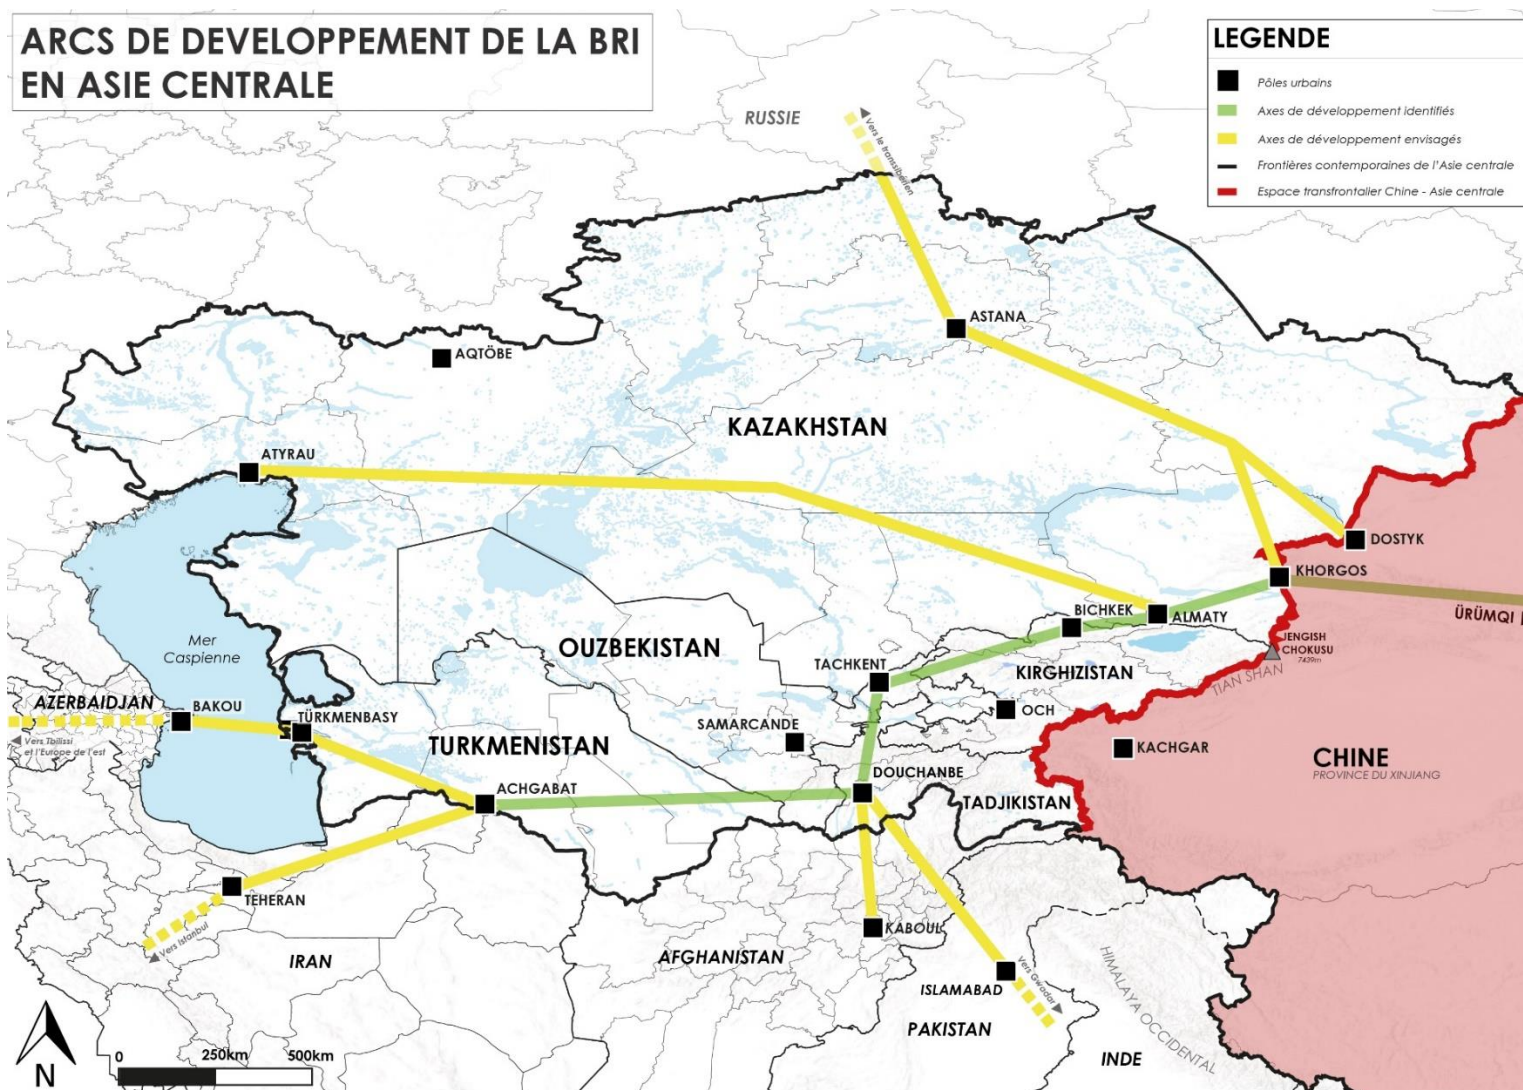 ARCS DE DEVELOPPEMENT DE LA BRI
EN ASIE CENTRALE
LEGENDE
Pôles urbains
Axes de développement identifiés
Axes de développement envisagés
Frontières contemporaines de l'Asie centrale
Espace transfrontalier Chine - Asie centrale
RUSSIE
Vers le transsibérien
ASTANA
AQTÖBE
KAZAKHSTAN
ATYRAU
DOSTYK
KHORGOS
BICHKEK
ALMATY
ÜRÜMQI
Mer
Caspienne
OUZBEKISTAN
TACHKENT
KIRGHIZISTAN
JENGISH
CHOKUSU
7439m
TIAN SHAN
AZERBAIDJAN
BAKOU
TÜRKMENBASY
Vers Tbilissi
et l'Europe de l'est
TURKMENISTAN
SAMARCANDE
OCH
KACHGAR
CHINE
PROVINCE DU XINJIANG
ACHGABAT
DOUCHANBE
TADJIKISTAN
TEHERAN
Vers Istanbul
IRAN
AFGHANISTAN
KABOUL
ISLAMABAD
Vers Gwadar
PAKISTAN
HIMALAYA OCCIDENTAL
INDE
N
0 250km 500km